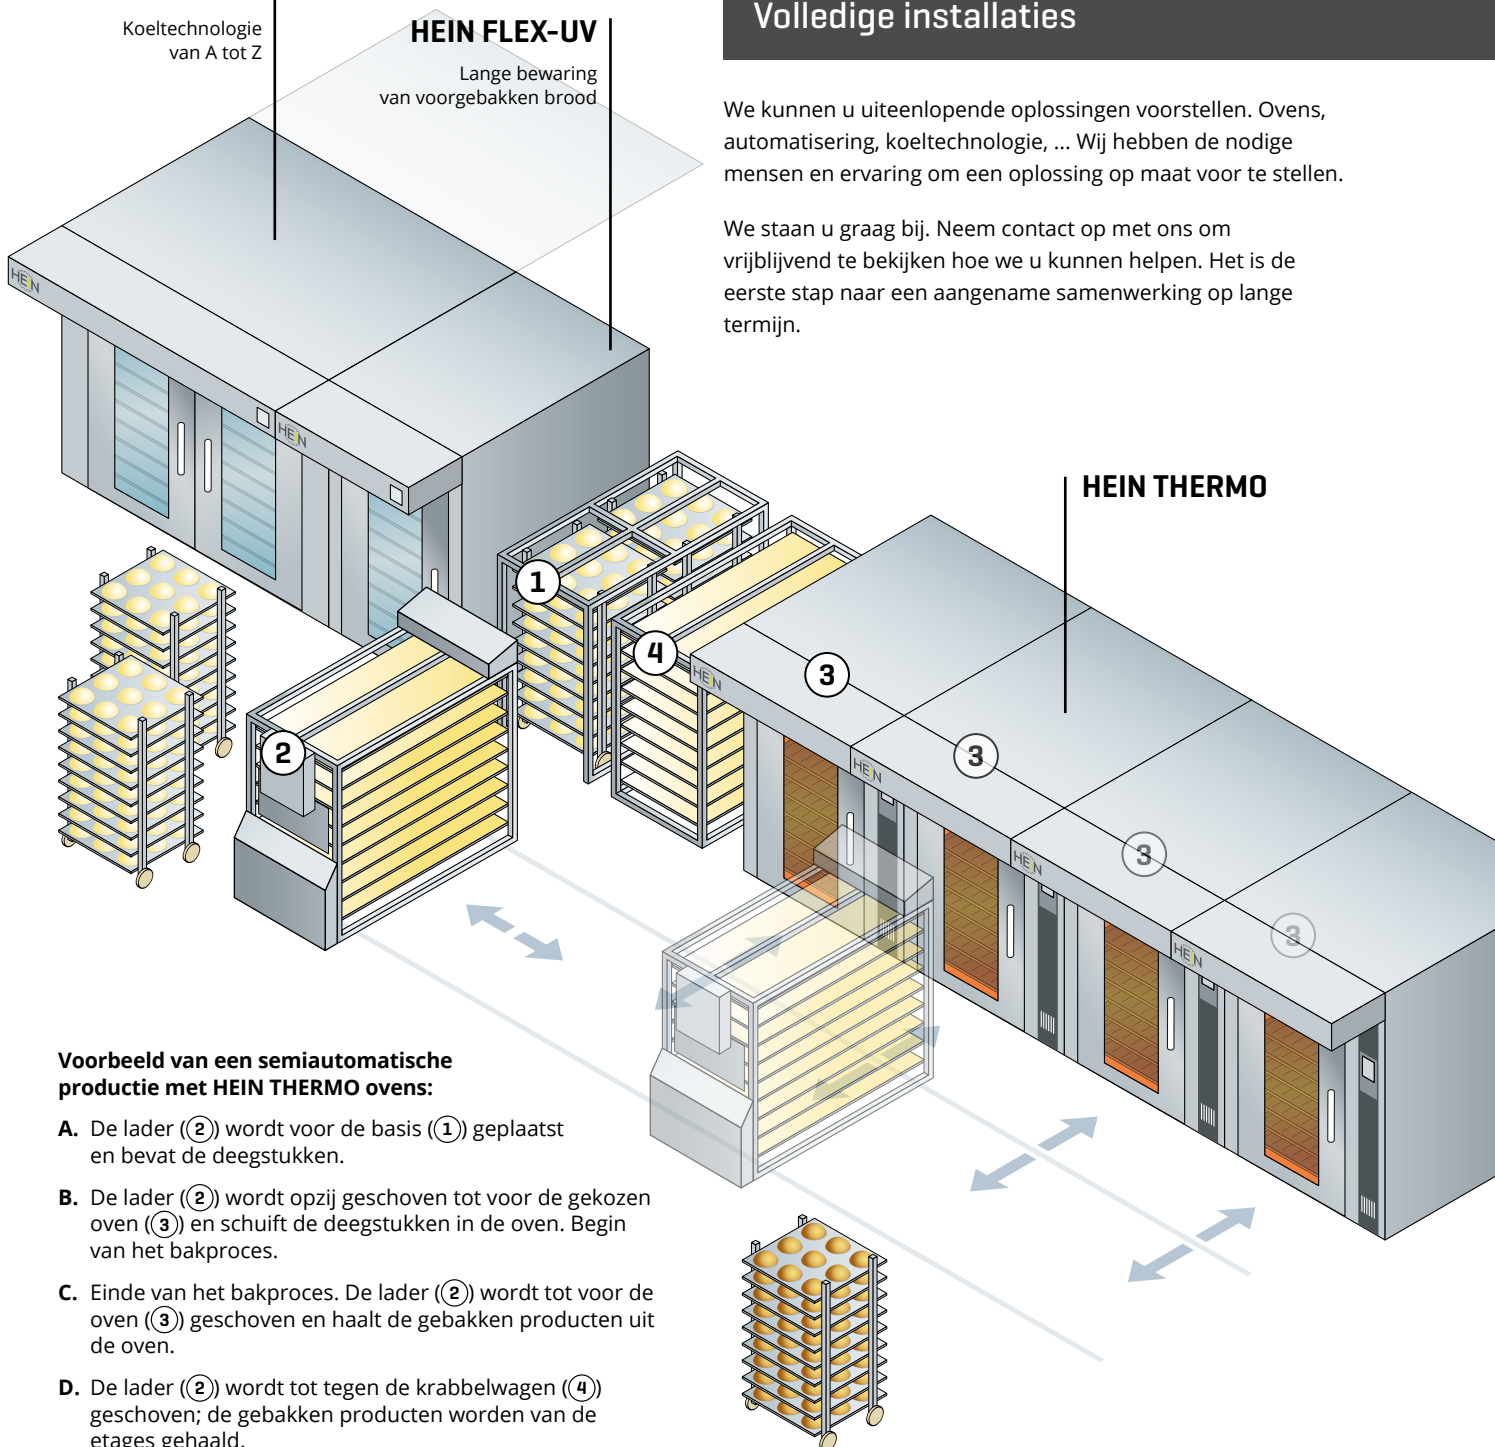 Koeltechnologie
van A tot Z
HEIN FLEX-UV
Lange bewaring
van voorgebakken brood
Volledige installaties
We kunnen u uiteenlopende oplossingen voorstellen. Ovens,
automatisering, koeltechnologie, ... Wij hebben de nodige
mensen en ervaring om een oplossing op maat voor te stellen.
We staan u graag bij. Neem contact op met ons om
vrijblijvend te bekijken hoe we u kunnen helpen. Het is de
eerste stap naar een aangename samenwerking op lange
termijn.
HEIN
HEIN
HEIN THERMO
1
4
3
2
3
3
3
HEIN
HEIN
HEIN
HEIN
Voorbeeld van een semiautomatische
productie met HEIN THERMO ovens:
A. De lader (2) wordt voor de basis (1) geplaatst
en bevat de deegstukken.
B. De lader (2) wordt opzij geschoven tot voor de gekozen
oven (3) en schuift de deegstukken in de oven. Begin
van het bakproces.
C. Einde van het bakproces. De lader (2) wordt tot voor de
oven (3) geschoven en haalt de gebakken producten uit
de oven.
D. De lader (2) wordt tot tegen de krabbelwagen (4)
geschoven; de gebakken producten worden van de
etages gehaald.